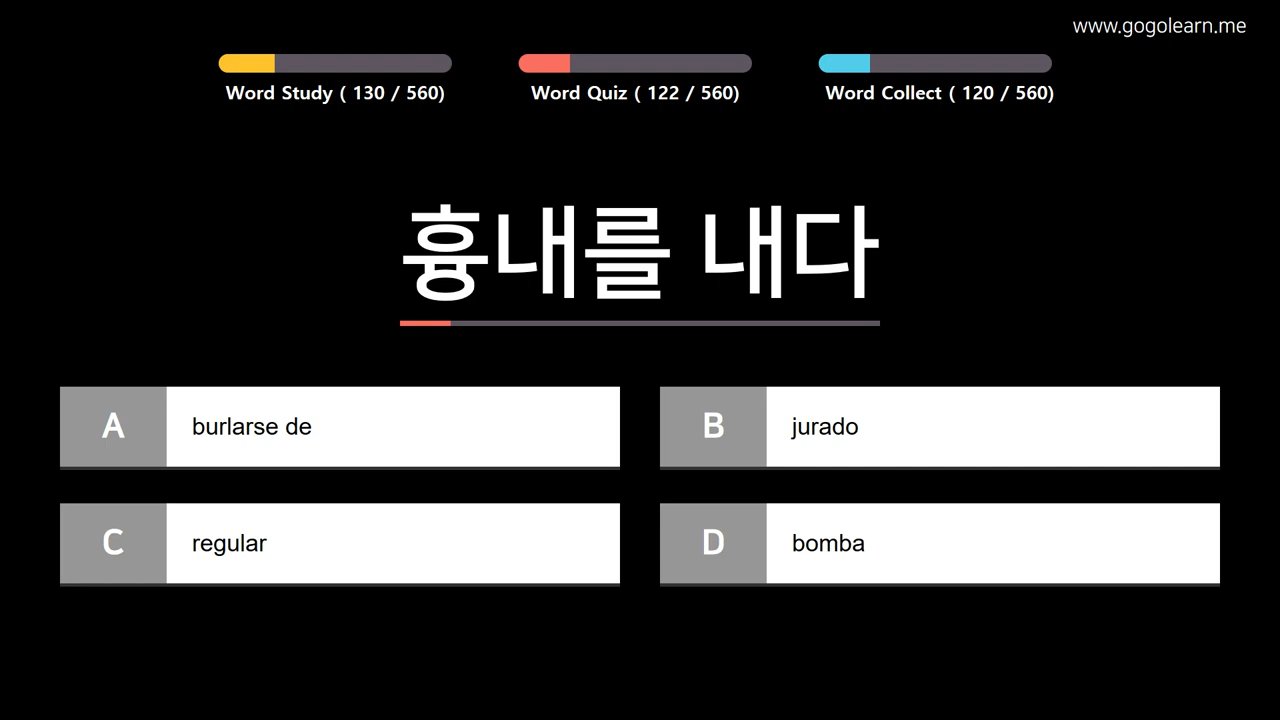 www.gogolearn.me
Word Study ( 130 / 560)
Word Quiz ( 122 / 560)
Word Collect ( 120 / 560)
흉내를 내다
A burlarse de
B jurado
C regular
D bomba